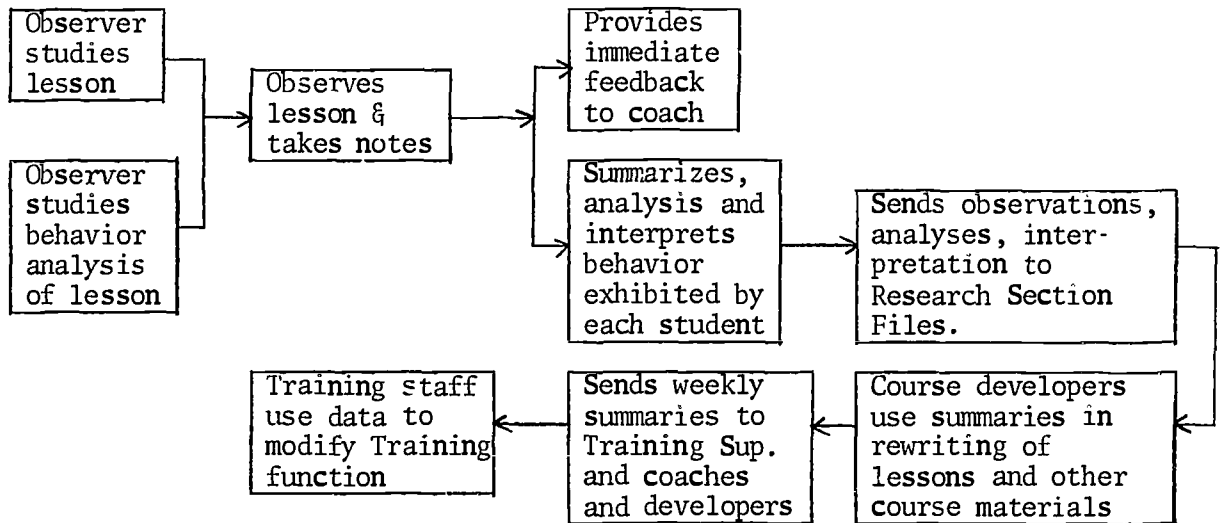 Observer
studies
lesson
Observer
studies
behavior
analysis
of lesson
Observes
lesson &
takes notes
Provides
immediate
feedback
to coach
Summarizes,
analysis and
interprets
behavior
exhibited by
each student
Sends observations,
analyses, inter-
pretation to
Research Section
Files.
Course developers
use summaries in
rewriting of
lessons and other
course materials
Sends weekly
summaries to
Training Sup.
and coaches
and developers
Training staff
use data to
modify Training
function